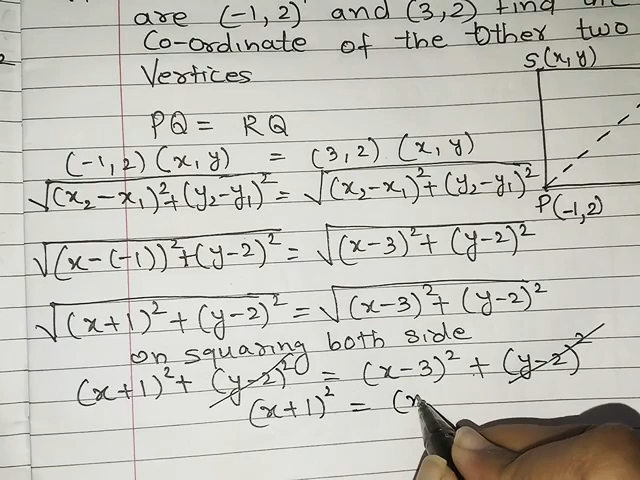 are (-1,2) and (3,2) find the
Co-ordinate of the other two
Vertices
S(x,y)
PQ = RQ
(-1,2) (x,y) = (3,2) (x,y)
√(x₂-x₁)²+(y₂-y₁)² = √(x₂-x₁)²+(y₂-y₁)²
P(-1,2)
√(x-(-1))²+(y-2)² = √(x-3)²+(y-2)²
√(x+1)²+(y-2)² = √(x-3)²+(y-2)²
on squaring both side
(x+1)²+(y-2)² = (x-3)²+(y-2)²
(x+1)² = (x